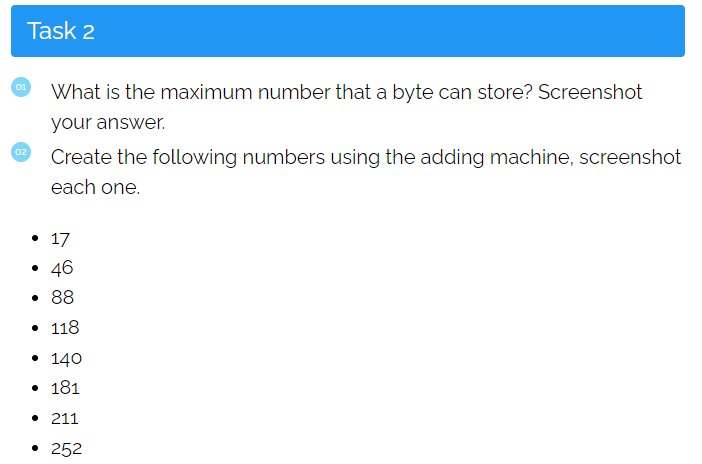 Task 2
01 What is the maximum number that a byte can store? Screenshot
your answer.
02 Create the following numbers using the adding machine, screenshot
each one.
• 17
• 46
• 88
• 118
• 140
• 181
• 211
• 252